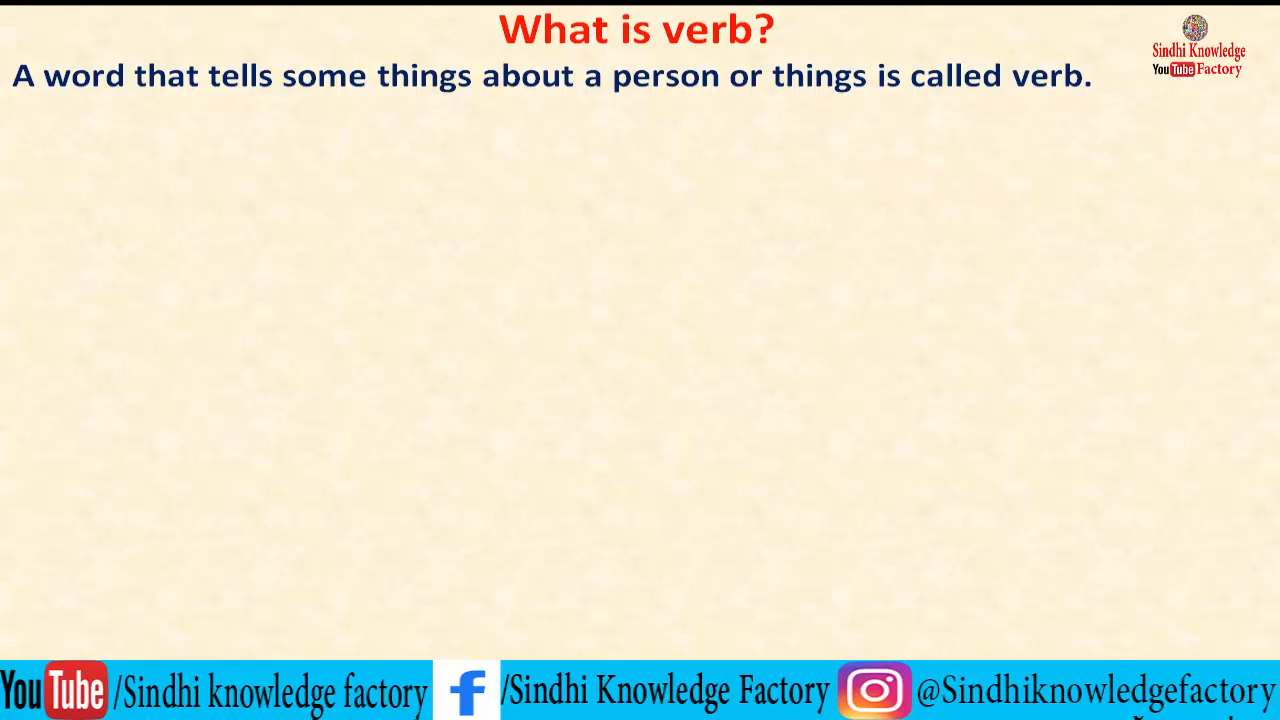 What is verb?
A word that tells some things about a person or things is called verb.
Sindhi Knowledge
YouTube Factory
YouTube /Sindhi knowledge factory
/Sindhi Knowledge Factory
@Sindhiknowledgefactory